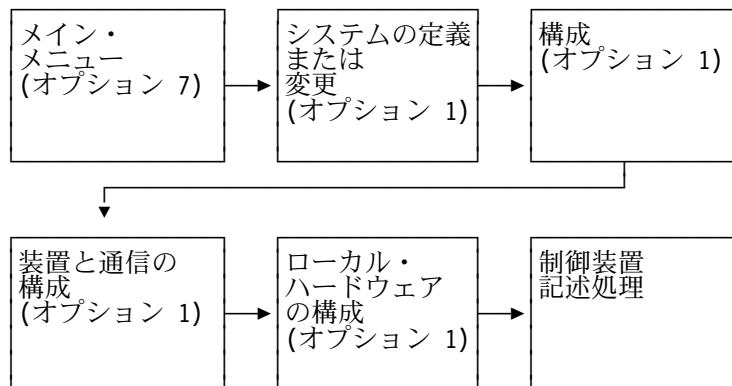 メイン・
メニュー
(オプション 7)
システムの定義
または
変更
(オプション 1)
構成
(オプション 1)
装置と通信の
構成
(オプション 1)
ローカル・
ハードウェア
の構成
(オプション 1)
制御装置
記述処理